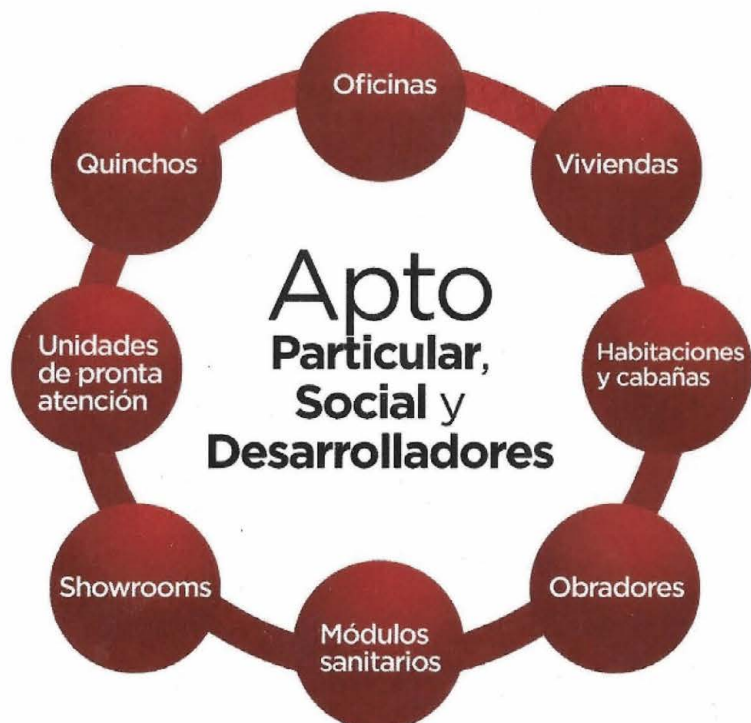 Oficinas
Quinchos
Viviendas
Apto
Particular,
Social y
Desarrolladores
Unidades
de pronta
atención
Habitaciones
y cabañas
Showrooms
Obradores
Módulos
sanitarios